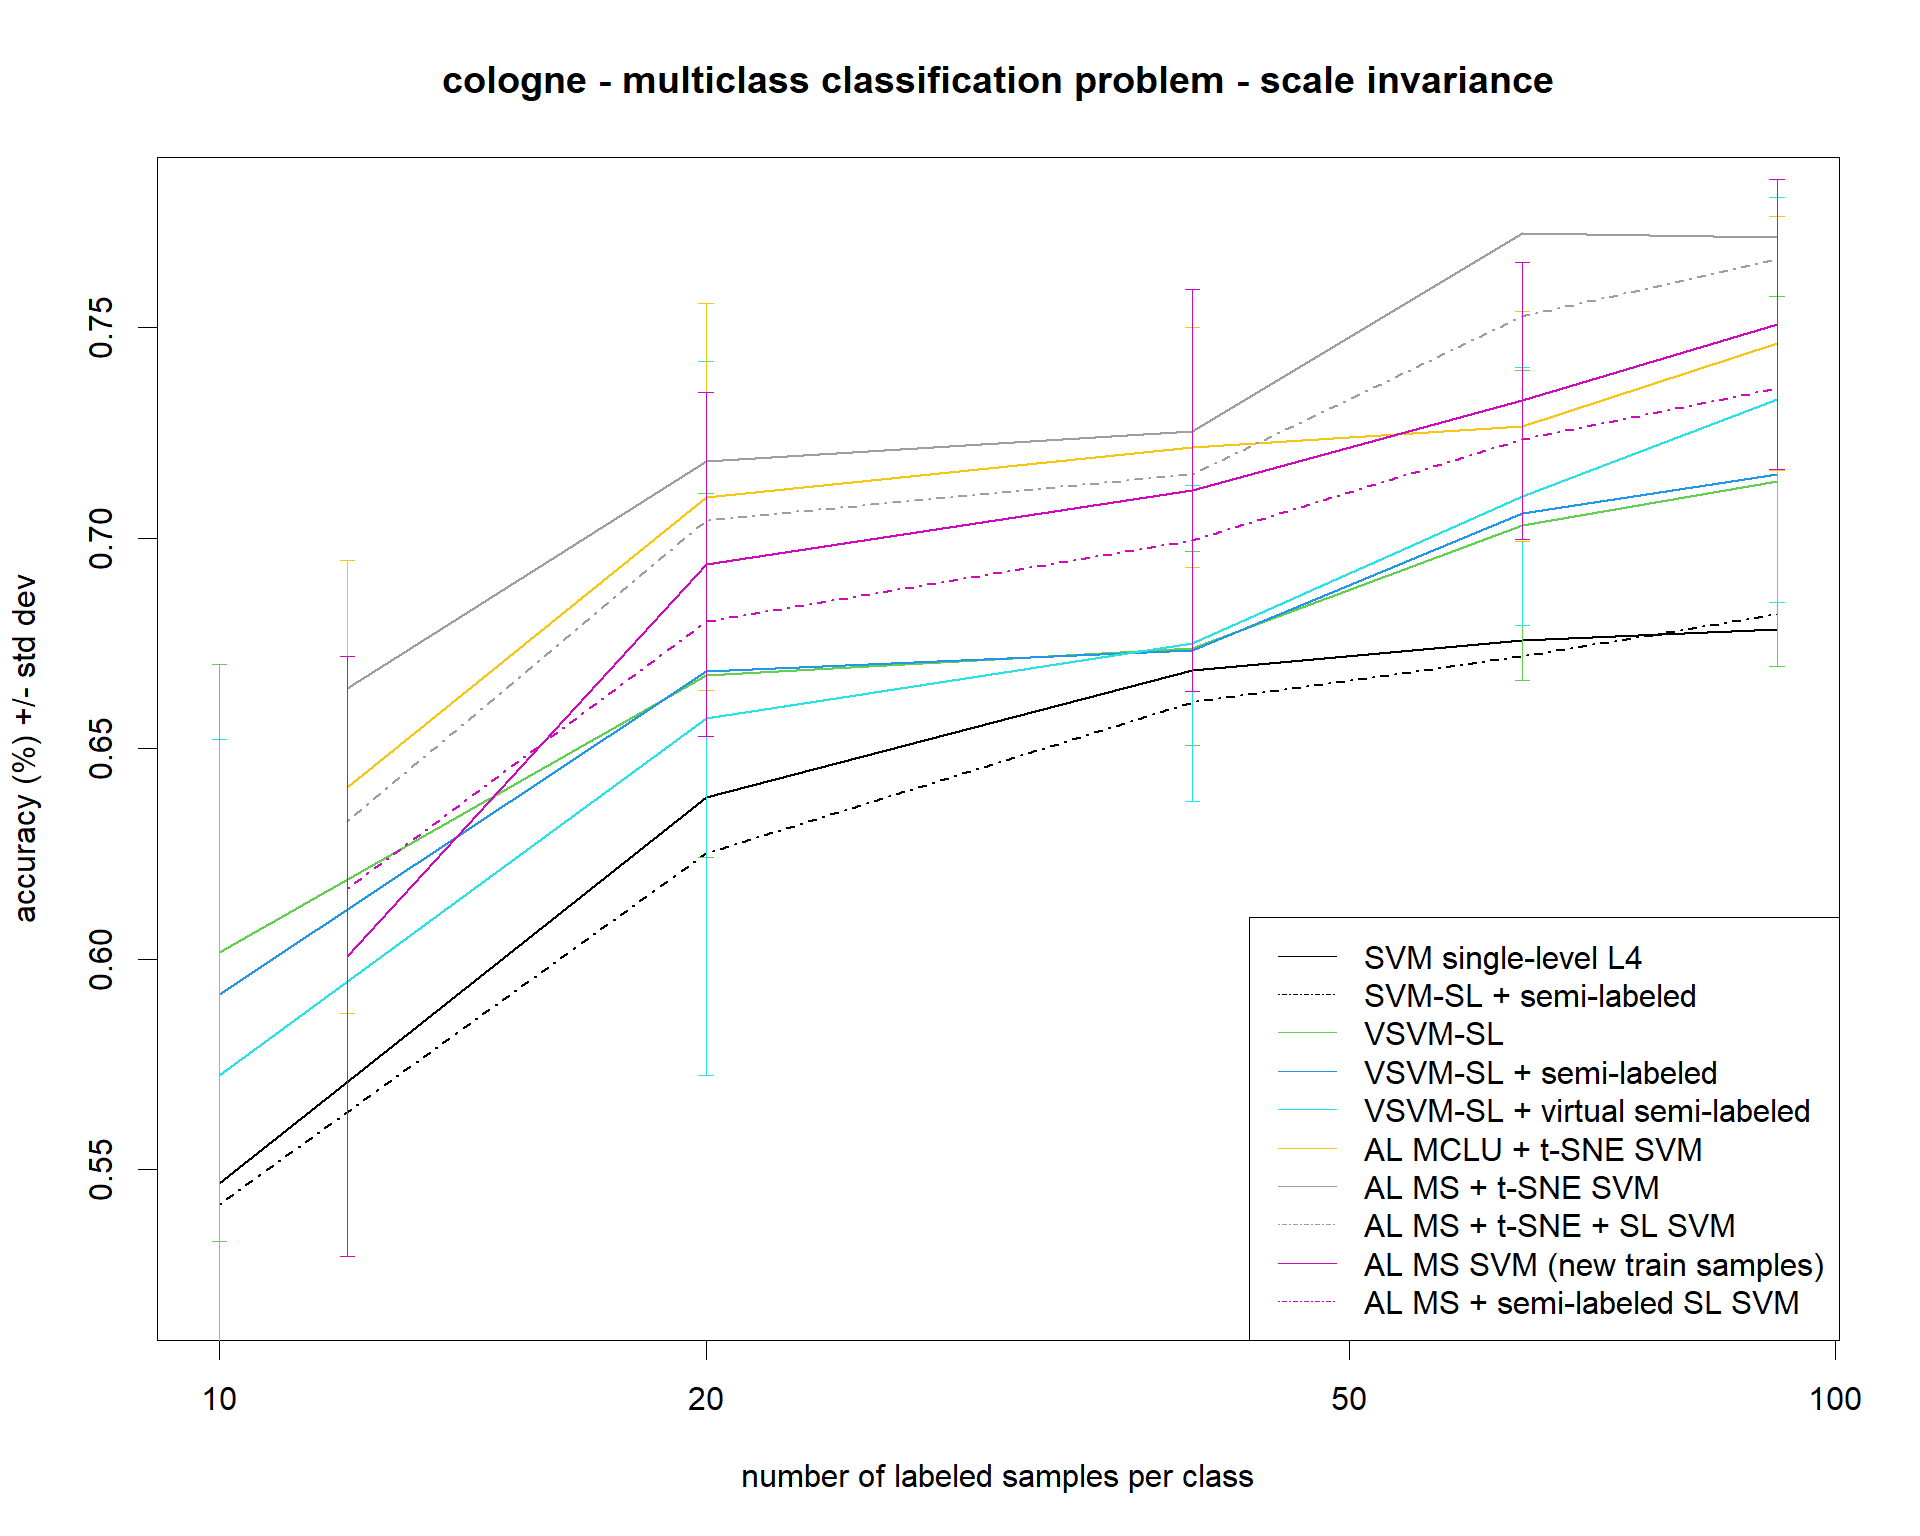 cologne - multiclass classification problem - scale invariance
accuracy (%) +/- std dev
0.75
0.70
0.65
0.60
0.55
SVM single-level L4
SVM-SL + semi-labeled
VSVM-SL
VSVM-SL + semi-labeled
VSVM-SL + virtual semi-labeled
AL MCLU + t-SNE SVM
AL MS + t-SNE SVM
AL MS + t-SNE + SL SVM
AL MS SVM (new train samples)
AL MS + semi-labeled SL SVM
10
20
50
100
number of labeled samples per class